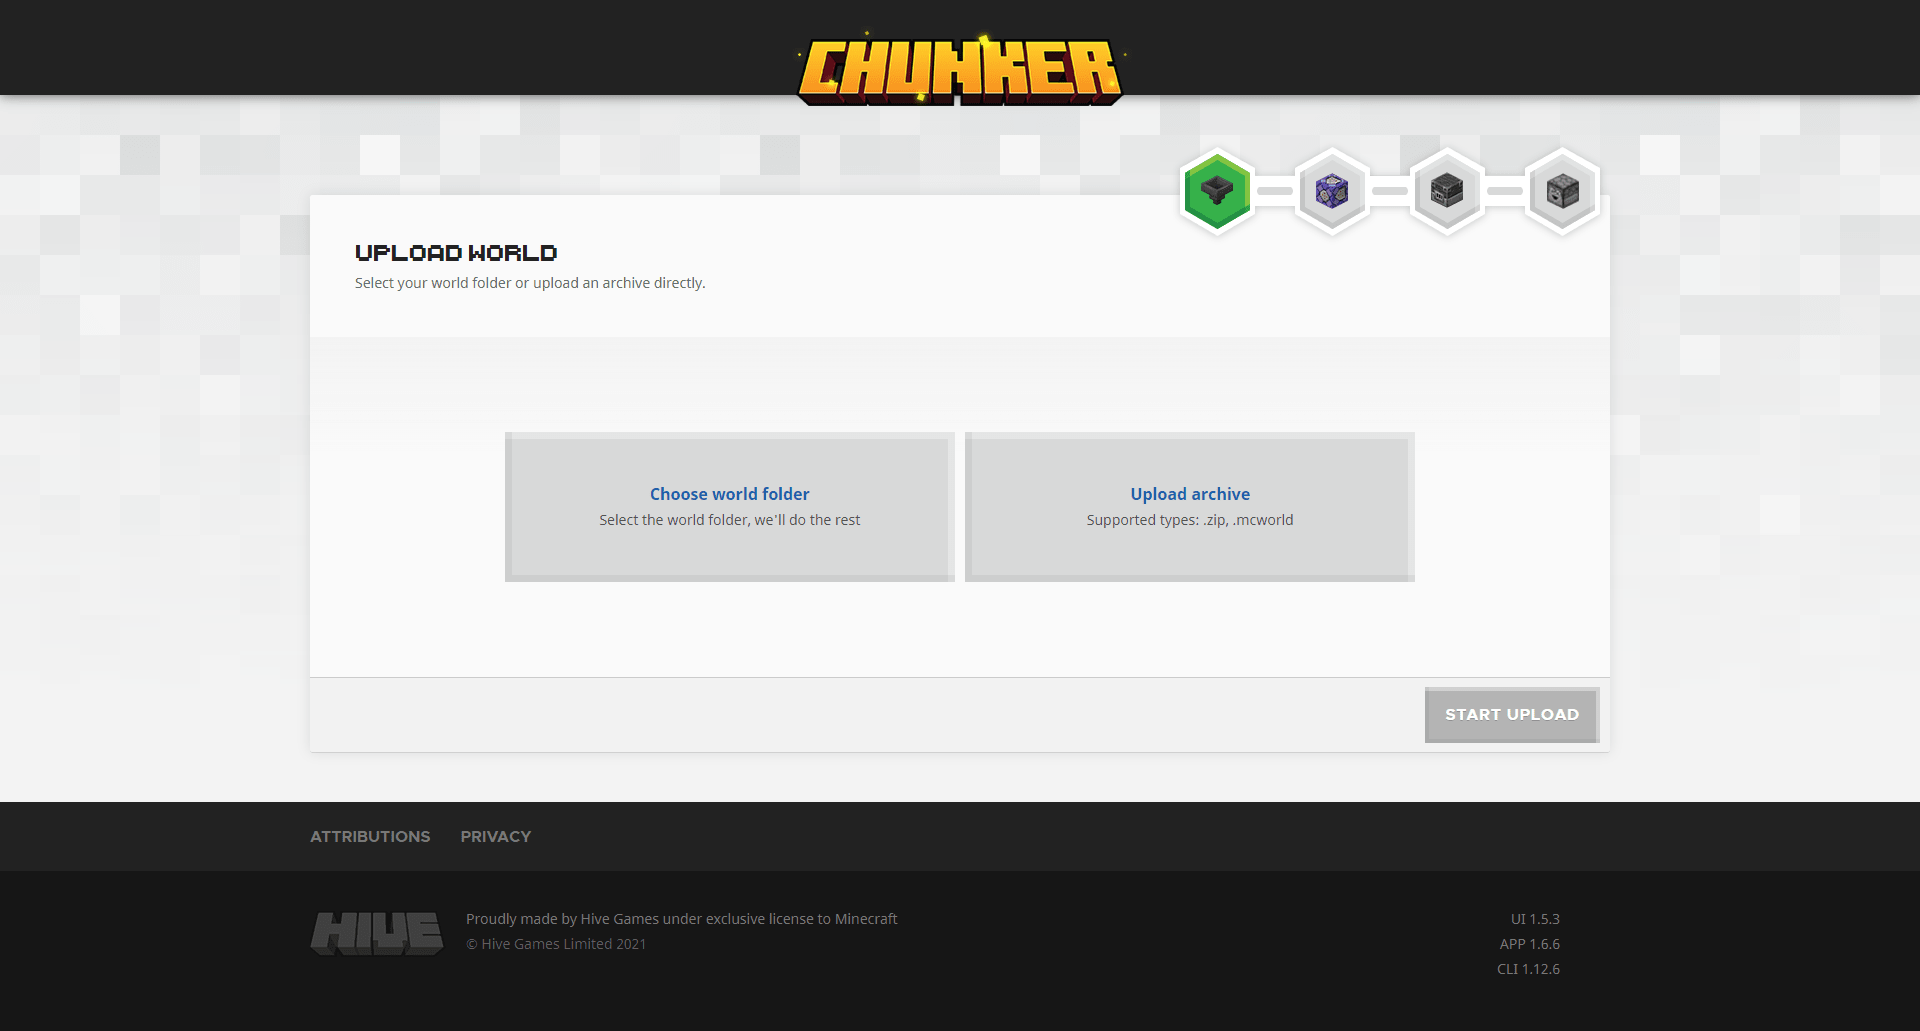 CHUNKER
UPLOAD WORLD
Select your world folder or upload an archive directly.
Choose world folder
Select the world folder, we'll do the rest
Upload archive
Supported types: .zip, .mcworld
START UPLOAD
ATTRIBUTIONS
PRIVACY
HIVE
Proudly made by Hive Games under exclusive license to Minecraft
© Hive Games Limited 2021
UI 1.5.3
APP 1.6.6
CLI 1.12.6